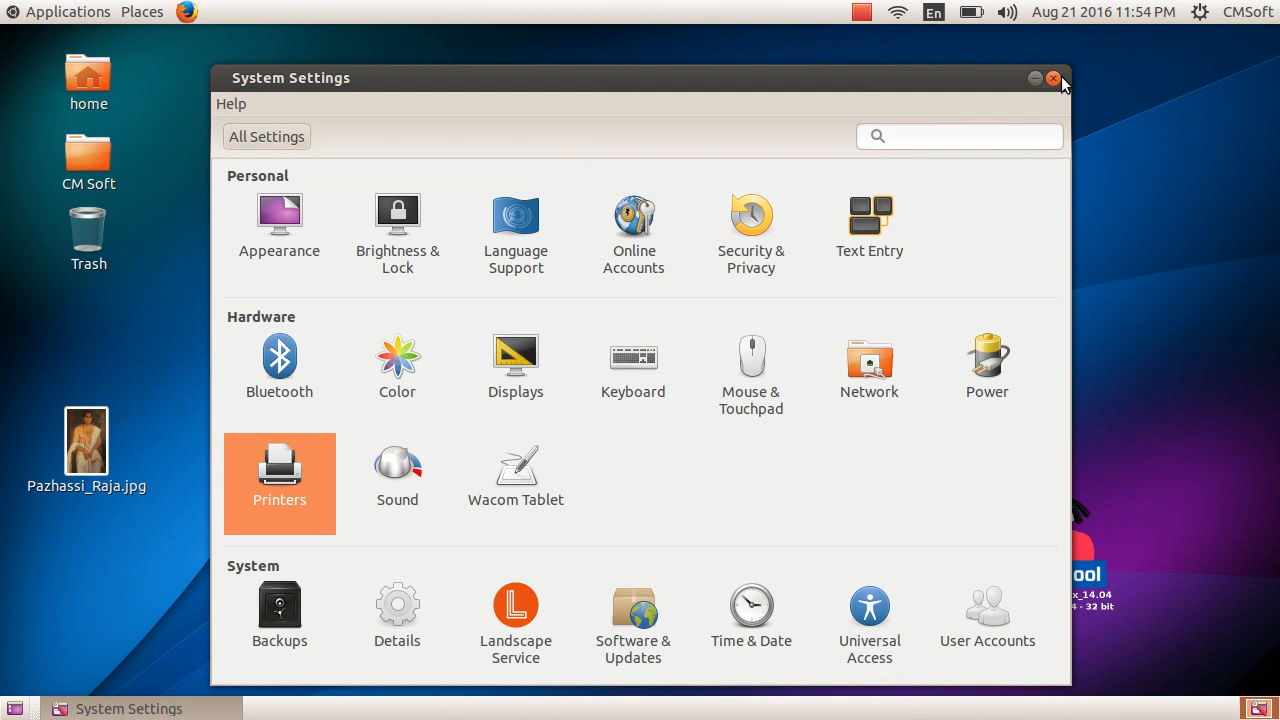 Applications Places En Aug 21 2016 11:54 PM CMSoft
home
CM Soft
Trash
Pazhassi_Raja.jpg
System Settings
Help
All Settings
Personal
Appearance
Brightness &
Lock
Language
Support
Online
Accounts
Security &
Privacy
Text Entry
Hardware
Bluetooth
Color
Displays
Keyboard
Mouse &
Touchpad
Network
Power
Printers
Sound
Wacom Tablet
System
Backups
Details
Landscape
Service
Software &
Updates
Time & Date
Universal
Access
User Accounts
ool
x_14.04
4 - 32 bit
System Settings